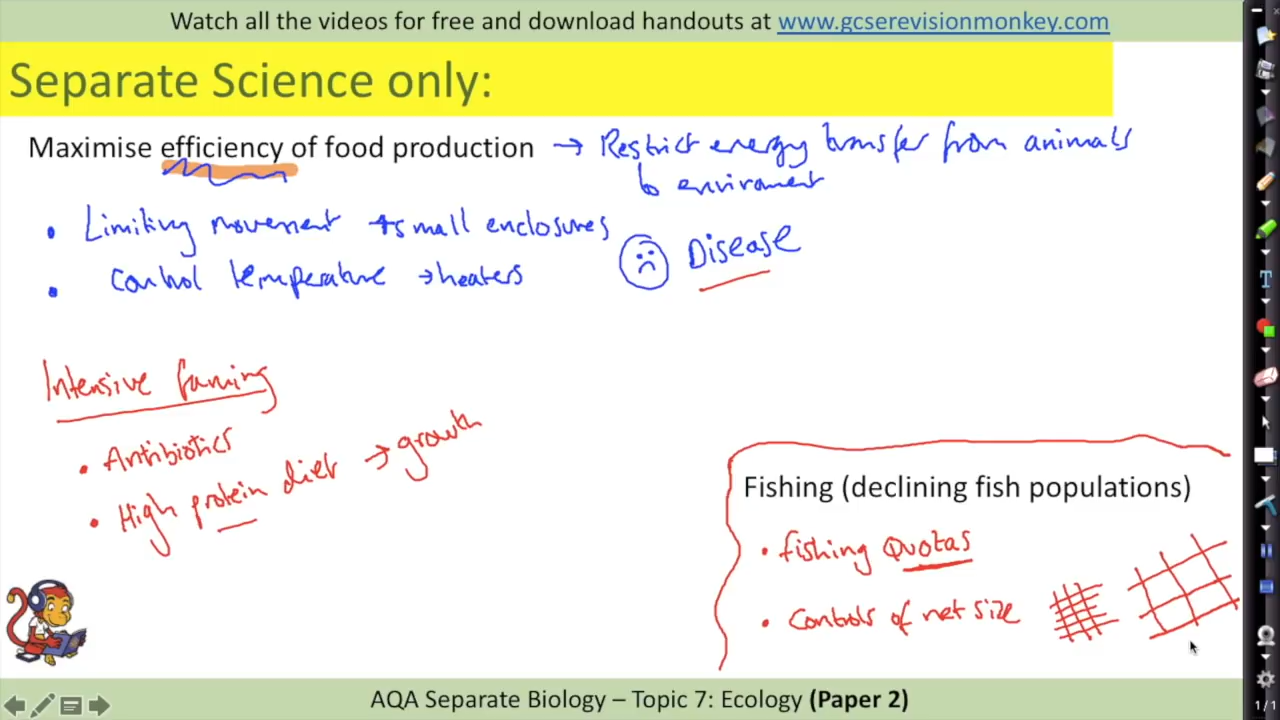 Watch all the videos for free and download handouts at www.gcserevisionmonkey.com
Separate Science only:
Maximise efficiency of food production → Restrict energy transfer from animals
to enviroment
• Limiting movement → small enclosures
• Control temperature → heaters
Disease
Intensive farming
• Antibiotics
• High protein diet → growth
Fishing (declining fish populations)
• fishing Quotas
• Controls of net size
AQA Separate Biology – Topic 7: Ecology (Paper 2)
1/1